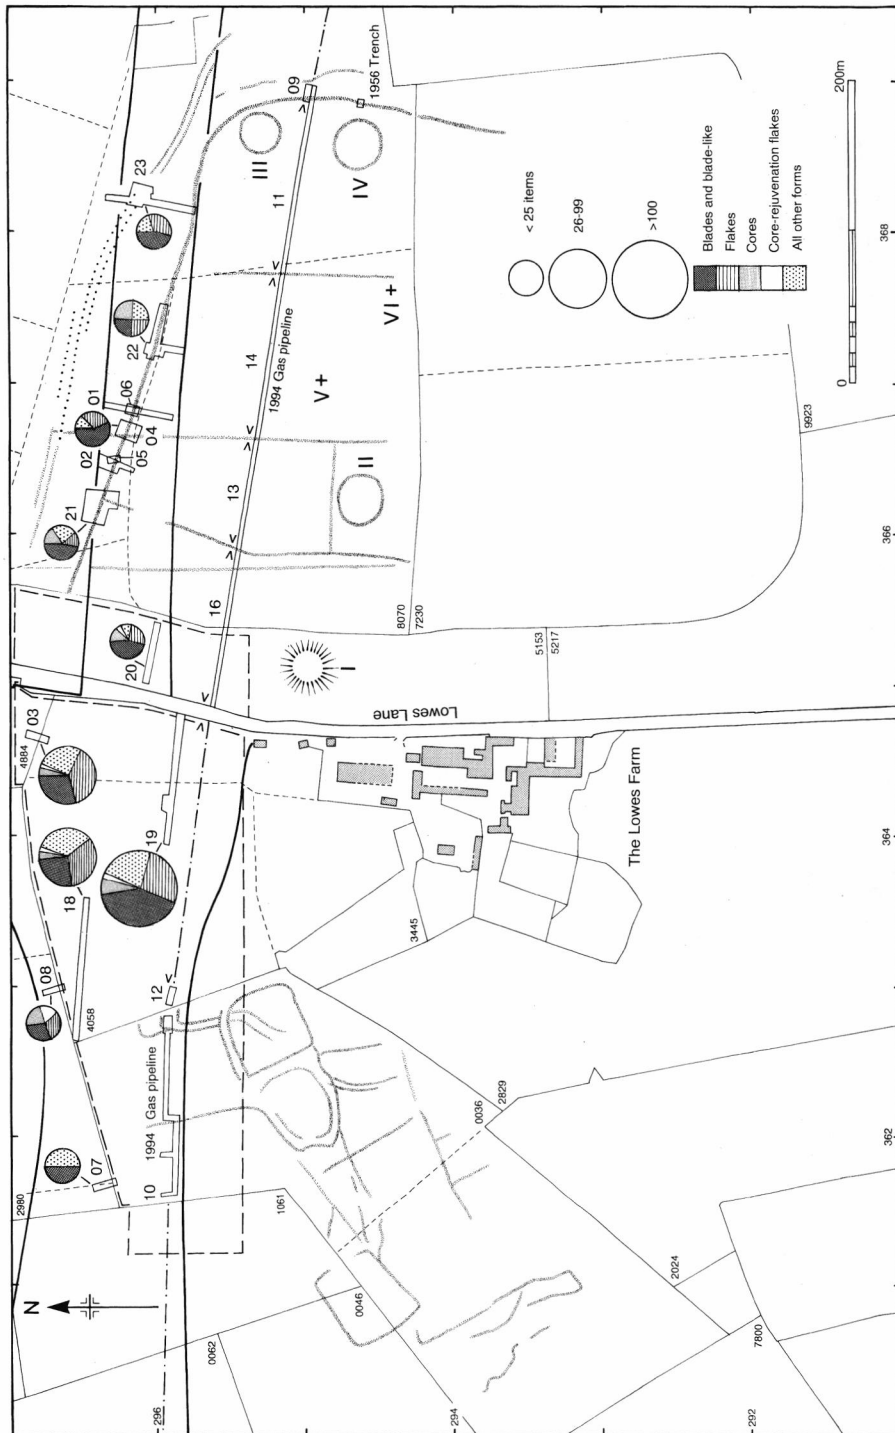 N
296
294
292
362
364
366
368
2980
4884
4058
1061
0062
0046
0036
2829
2024
7800
3445
5153
5217
8070
7230
9923
07
08
10
1994 Gas pipeline
12
18
19
03
20
21
02
01
05
04
06
22
23
16
13
14
11
09
1994 Gas pipeline
1956 Trench
I
II
III
IV
V+
VI+
Lowes Lane
The Lowes Farm
< 25 items
26-99
>100
Blades and blade-like
Flakes
Cores
Core-rejuvenation flakes
All other forms
0
200m